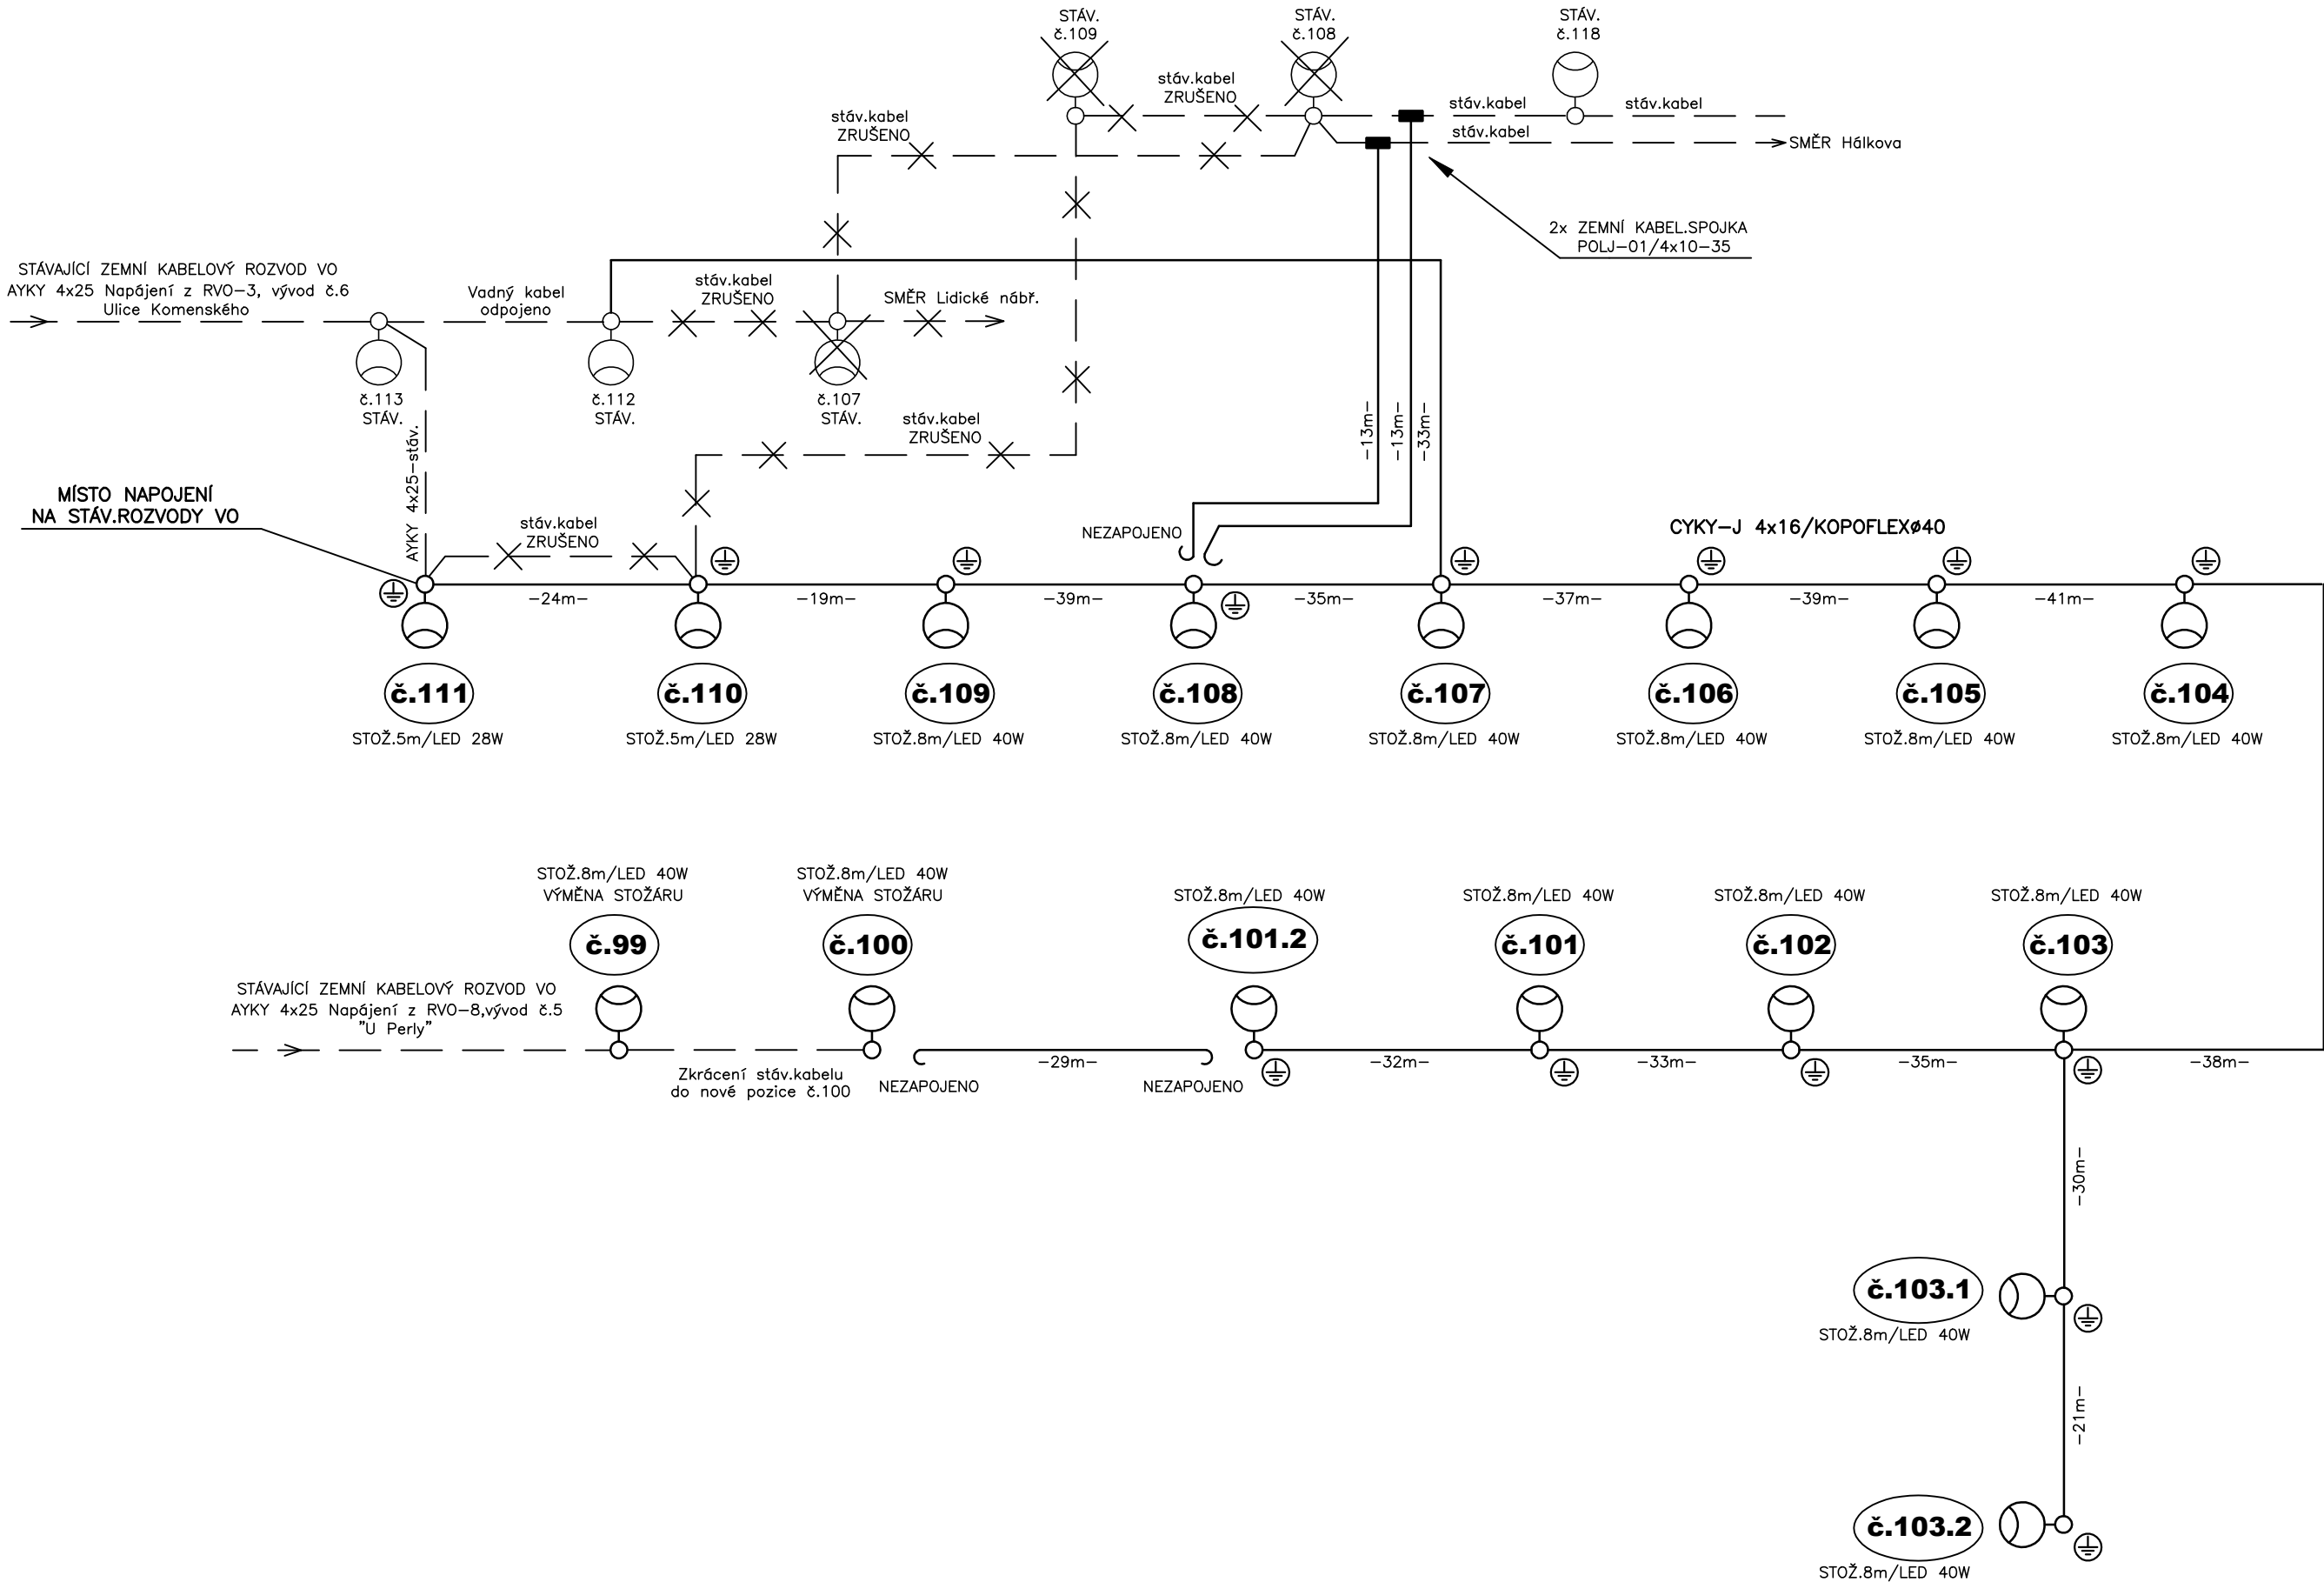 STÁV.
č.109
STÁV.
č.108
STÁV.
č.118
stáv.kabel
ZRUŠENO
stáv.kabel
stáv.kabel
stáv.kabel
ZRUŠENO
stáv.kabel
SMĚR Hálkova
2x ZEMNÍ KABEL.SPOJKA
POLJ-01/4x10-35
STÁVAJÍCÍ ZEMNÍ KABELOVÝ ROZVOD VO
AYKY 4x25 Napájení z RVO-3, vývod č.6
Ulice Komenského
Vadný kabel
odpojeno
stáv.kabel
ZRUŠENO
SMĚR Lidické nábř.
č.113
STÁV.
č.112
STÁV.
č.107
STÁV.
stáv.kabel
ZRUŠENO
-13m-
-13m-
-33m-
AYKY 4x25-stáv.
MÍSTO NAPOJENÍ
NA STÁV.ROZVODY VO
stáv.kabel
ZRUŠENO
NEZAPOJENO
CYKY-J 4x16/KOPOFLEXø40
-24m-
-19m-
-39m-
-35m-
-37m-
-39m-
-41m-
č.111
č.110
č.109
č.108
č.107
č.106
č.105
č.104
STOŽ.5m/LED 28W
STOŽ.5m/LED 28W
STOŽ.8m/LED 40W
STOŽ.8m/LED 40W
STOŽ.8m/LED 40W
STOŽ.8m/LED 40W
STOŽ.8m/LED 40W
STOŽ.8m/LED 40W
STOŽ.8m/LED 40W
VÝMĚNA STOŽÁRU
STOŽ.8m/LED 40W
VÝMĚNA STOŽÁRU
STOŽ.8m/LED 40W
STOŽ.8m/LED 40W
STOŽ.8m/LED 40W
STOŽ.8m/LED 40W
č.99
č.100
č.101.2
č.101
č.102
č.103
STÁVAJÍCÍ ZEMNÍ KABELOVÝ ROZVOD VO
AYKY 4x25 Napájení z RVO-8,vývod č.5
"U Perly"
Zkrácení stáv.kabelu
do nové pozice č.100
NEZAPOJENO
-29m-
NEZAPOJENO
-32m-
-33m-
-35m-
-38m-
-30m-
č.103.1
STOŽ.8m/LED 40W
-21m-
č.103.2
STOŽ.8m/LED 40W